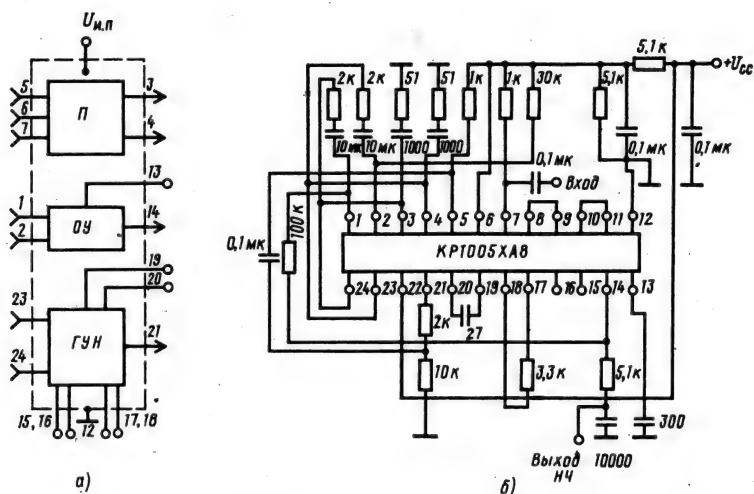 Uи.п
5
6
7
П
3
4
13
1
2
ОУ
14
19
20
23
24
ГУН
21
15, 16
12
17, 18
а)
5,1к
+Ucc
2к
2к
51
51
1к
1к
30к
5,1к
10мк
10мк
1000
1000
0,1мк
0,1мк
0,1мк
Вход
0,1мк
100к
1
2
3
4
5
6
7
8
9
10
11
12
КР1005ХА8
24
23
22
21
20
19
18
17
16
15
14
13
2к
27
10к
3,3к
5,1к
300
Выход
НЧ
10000
б)